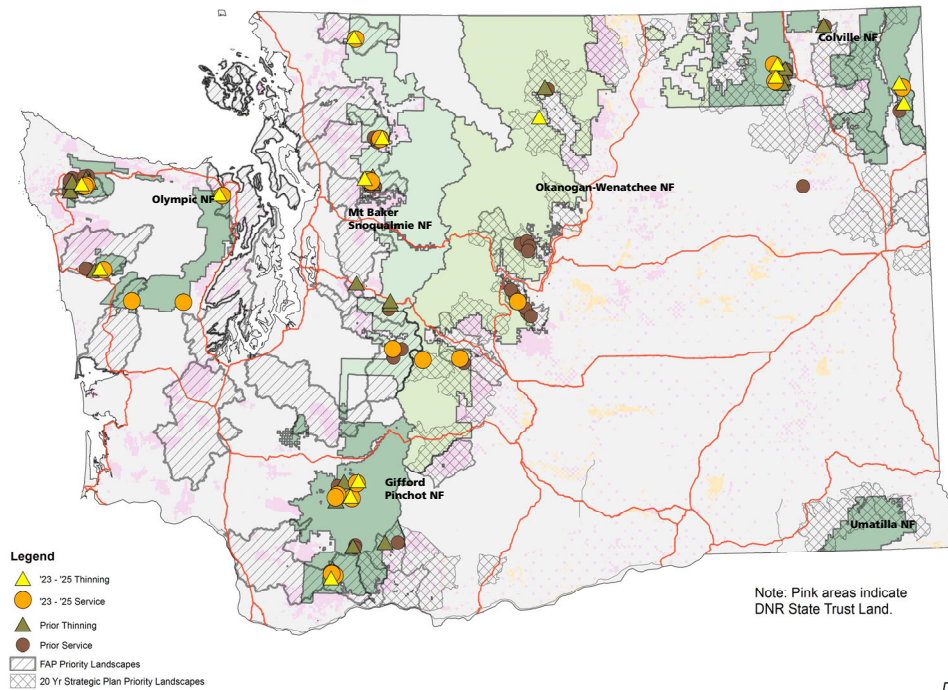 Colville NF
Okanogan-Wenatchee NF
Olympic NF
Mt Baker
Snoqualmie NF
Gifford
Pinchot NF
Umatilla NF
Legend
'23 - '25 Thinning
'23 - '25 Service
Prior Thinning
Prior Service
FAP Priority Landscapes
20 Yr Strategic Plan Priority Landscapes
Note: Pink areas indicate
DNR State Trust Land.